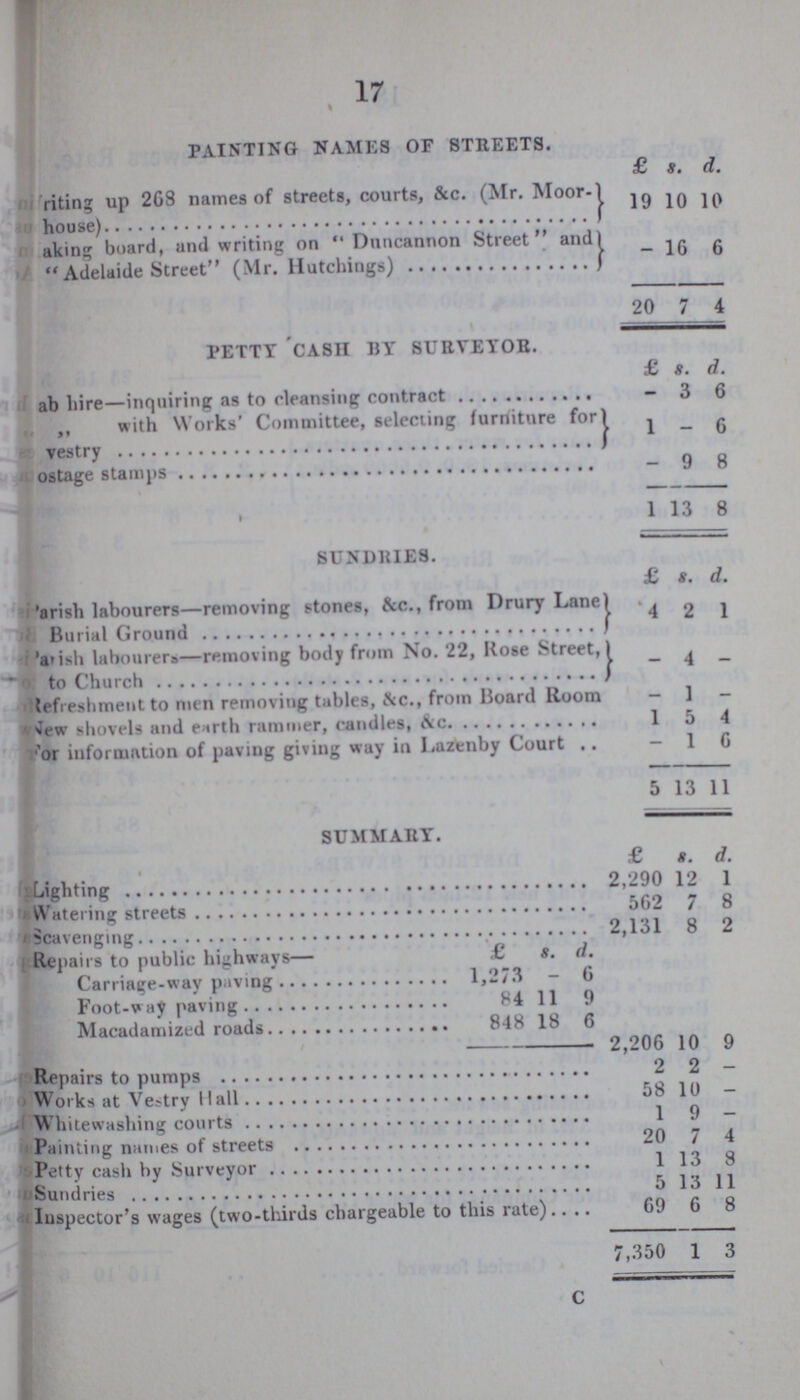 17
PAINTING NAMES OF STREETS.
£ s. d.
riting up 268 names of streets, courts, &c. (Mr. Moor-} 19 10 10
house)
aking board, and writing on "Duncannon Street" and} - 16 6
"Adelaide Street" (Mr. Hutchings)
20 7 4
PETTY CASH BY SURVEYOR.
£ s. d.
ab hire—inquiring as to cleansing contract - 3 6
„ with Works' Committee, selecting furniture for} 1 - 6
vestry
ostage stamps - 9 8
1 13 8
SUNDRIES.
£ s. d.
'arish labourers—removing stones, &c., from Drury Lane} 4 2 1
Burial Ground
'arish labourers—removing body from No. 22, Rose Street,} - 4 -
to Church
Refreshment to men removing tables, &c., from Board Room - 1 -
New shovels and earth rammer, candles, &c. 1 5 4
For information of paving giving way in Lazenby Court .. - 1 6
5 13 11
SUMMARY.
£ s. d.
Lighting 2,290 12 1
Watering streets 562 7 8
Scavenging 2,131 8 2
Repairs to public highways— £ s. d.
Carriage-way paving 1,273 - 6
Foot-way paving 84 11 9
Macadamized roads 848 18 6
2,206 10 9
Repairs to pumps 2 2 -
Works at Vestry Hall 58 10 -
Whitewashing courts 1 9 -
Painting names of streets 20 7 4
Petty cash by Surveyor 1 13 8
Sundries 5 13 11
Inspector's wages (two-thirds chargeable to this rate).... 69 6 8
7,350 1 3
C